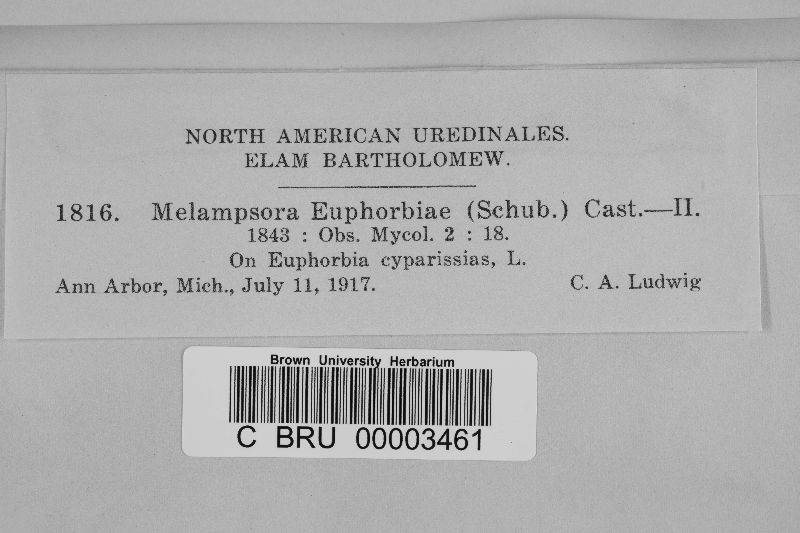 NORTH AMERICAN UREDINALES.
ELAM BARTHOLOMEW.
1816. Melampsora Euphorbiae (Schub.) Cast.—II.
1843 : Obs. Mycol. 2 : 18.
On Euphorbia cyparissias, L.
Ann Arbor, Mich., July 11, 1917. C. A. Ludwig
Brown University Herbarium
C BRU 00003461